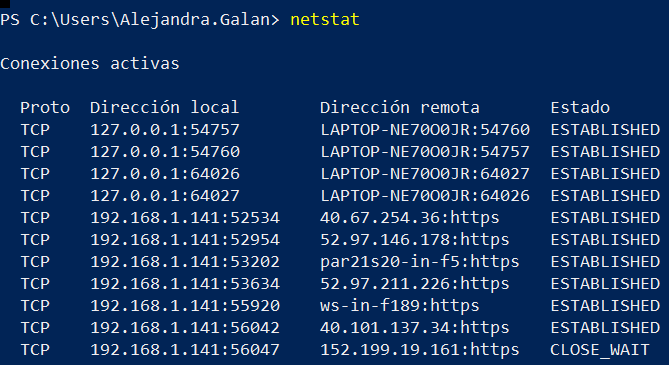 PS C:\Users\Alejandra.Galan> netstat
Conexiones activas
Proto Dirección local Dirección remota Estado
TCP 127.0.0.1:54757 LAPTOP-NE70O0JR:54760 ESTABLISHED
TCP 127.0.0.1:54760 LAPTOP-NE70O0JR:54757 ESTABLISHED
TCP 127.0.0.1:64026 LAPTOP-NE70O0JR:64027 ESTABLISHED
TCP 127.0.0.1:64027 LAPTOP-NE70O0JR:64026 ESTABLISHED
TCP 192.168.1.141:52534 40.67.254.36:https ESTABLISHED
TCP 192.168.1.141:52954 52.97.146.178:https ESTABLISHED
TCP 192.168.1.141:53202 par21s20-in-f5:https ESTABLISHED
TCP 192.168.1.141:53634 52.97.211.226:https ESTABLISHED
TCP 192.168.1.141:55920 ws-in-f189:https ESTABLISHED
TCP 192.168.1.141:56042 40.101.137.34:https ESTABLISHED
TCP 192.168.1.141:56047 152.199.19.161:https CLOSE_WAIT